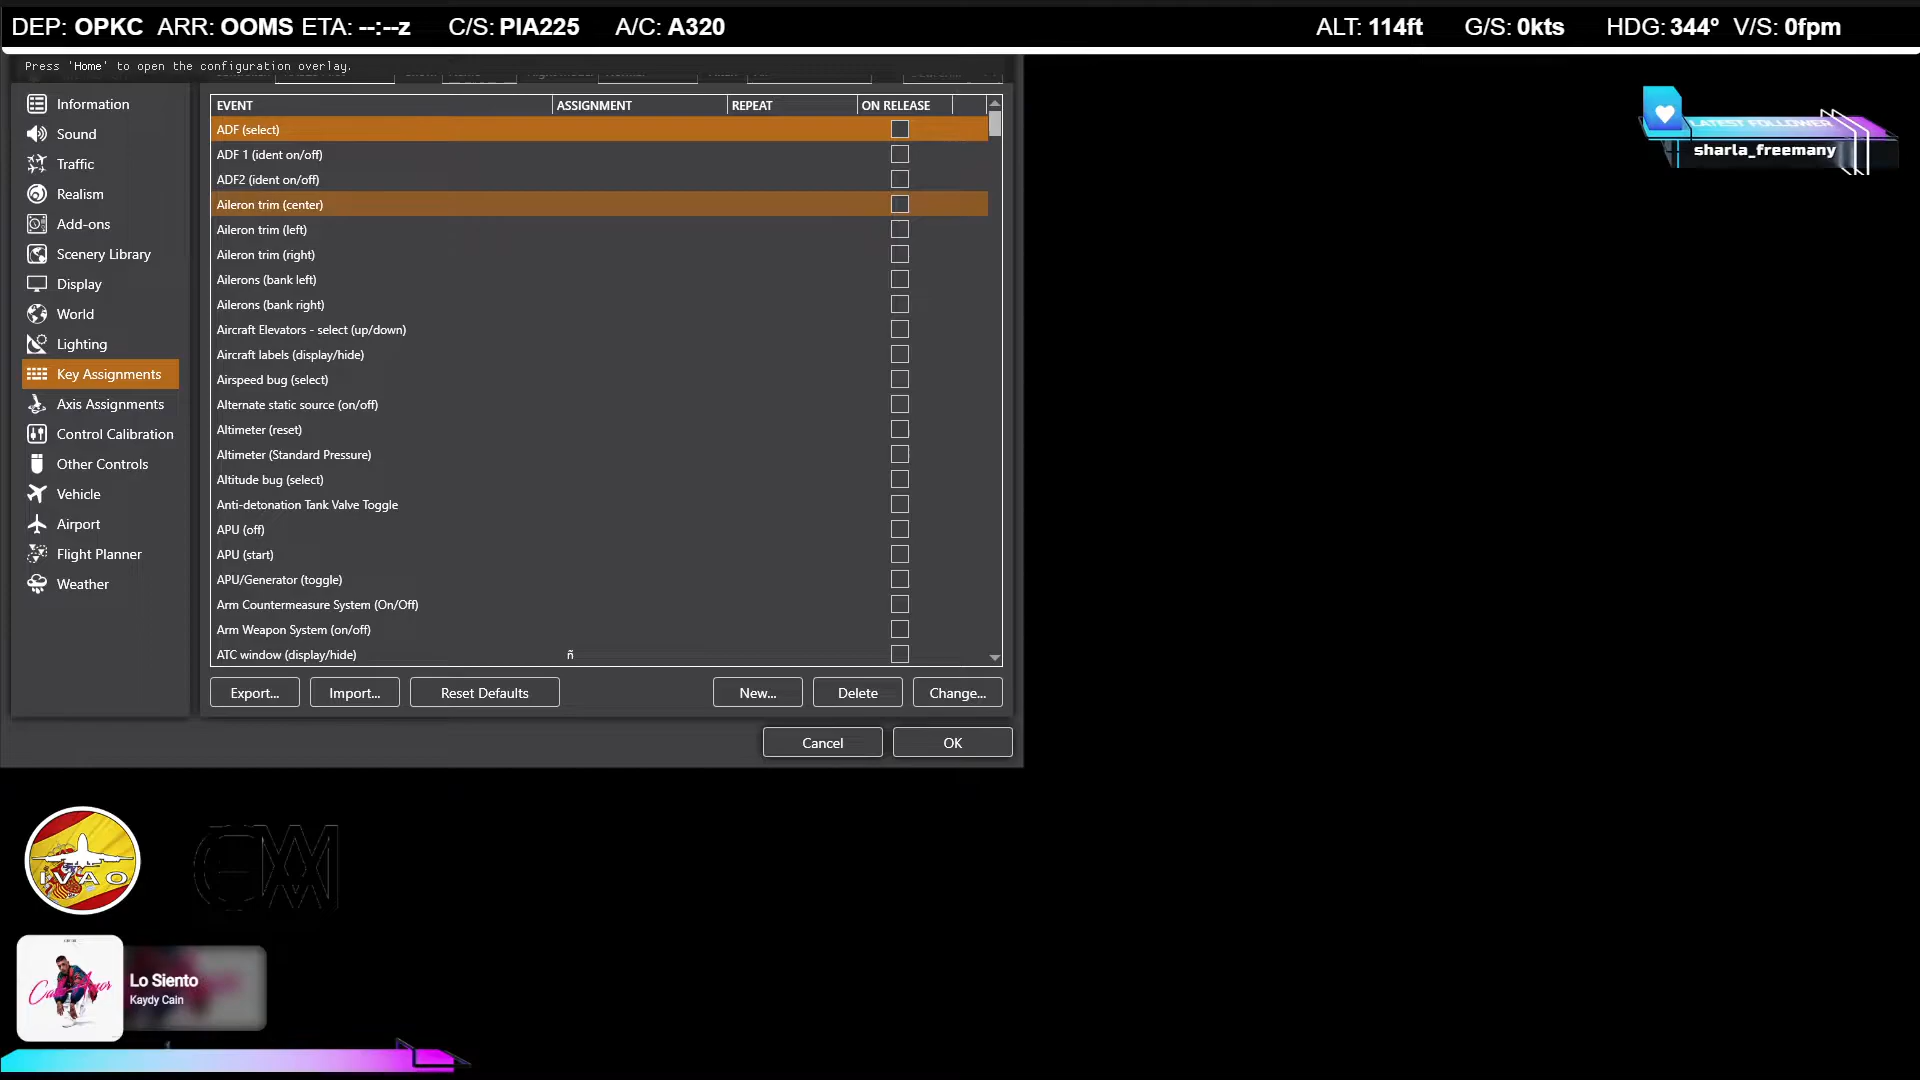 DEP: OPKC ARR: OOMS ETA: --:--z C/S: PIA225 A/C: A320 ALT: 114ft G/S: 0kts HDG: 344° V/S: 0fpm
Press 'Home' to open the configuration overlay.
Information
Sound
Traffic
Realism
Add-ons
Scenery Library
Display
World
Lighting
Key Assignments
Axis Assignments
Control Calibration
Other Controls
Vehicle
Airport
Flight Planner
Weather
EVENT ASSIGNMENT REPEAT ON RELEASE
ADF (select)
ADF 1 (ident on/off)
ADF2 (ident on/off)
Aileron trim (center)
Aileron trim (left)
Aileron trim (right)
Ailerons (bank left)
Ailerons (bank right)
Aircraft Elevators - select (up/down)
Aircraft labels (display/hide)
Airspeed bug (select)
Alternate static source (on/off)
Altimeter (reset)
Altimeter (Standard Pressure)
Altitude bug (select)
Anti-detonation Tank Valve Toggle
APU (off)
APU (start)
APU/Generator (toggle)
Arm Countermeasure System (On/Off)
Arm Weapon System (on/off)
ATC window (display/hide) ñ
Export... Import... Reset Defaults New... Delete Change...
Cancel OK
LATEST FOLLOWER
sharla_freemany
IVAO
Lo Siento
Kaydy Cain